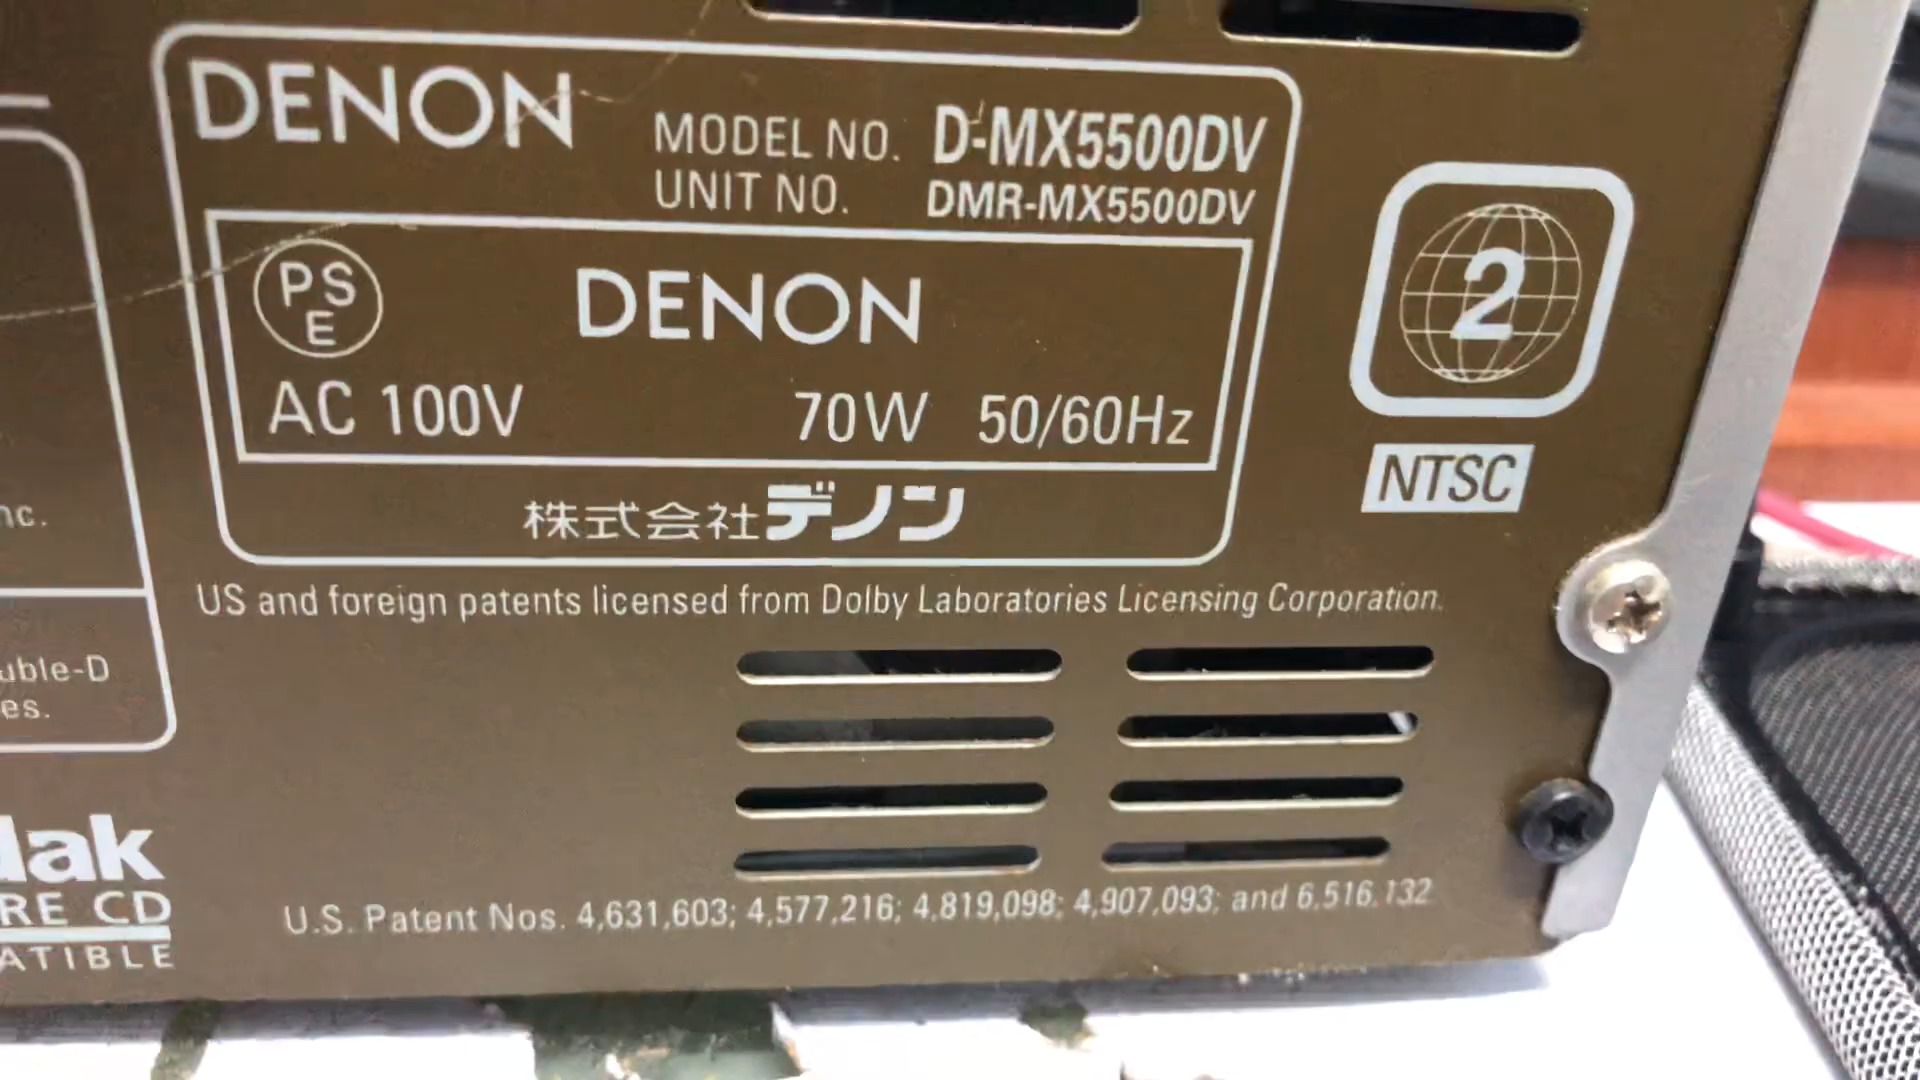 DENON
MODEL NO. D-MX5500DV
UNIT NO. DMR-MX5500DV
PS
E
DENON
AC 100V 70W 50/60Hz
株式会社デノン
2
NTSC
US and foreign patents licensed from Dolby Laboratories Licensing Corporation.
nc.
uble-D
es.
dak
RE CD
ATIBLE
U.S. Patent Nos. 4,631,603; 4,577,216; 4,819,098; 4,907,093; and 6,516,132